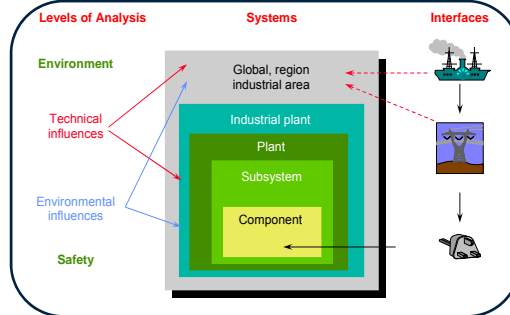 Levels of Analysis
Systems
Interfaces
Environment
Global, region
industrial area
Technical
influences
Industrial plant
Plant
Subsystem
Environmental
influences
Component
Safety